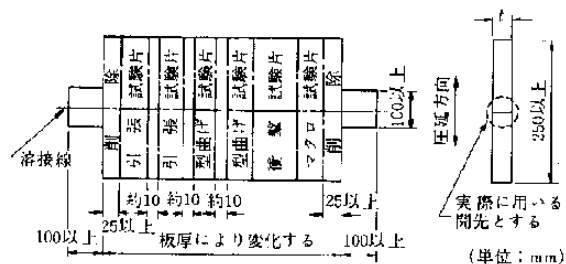 削除
引張試験片
引張試験片
型曲げ試験片
型曲げ試験片
衝撃試験片
マクロ試験片
削除
溶接線
100以上
約10
約10
約10
約10
25以上
25以上
100以上
板厚により変化する
100以上
t
圧延方向
250以上
実際に用いる
開先とする
(単位:mm)